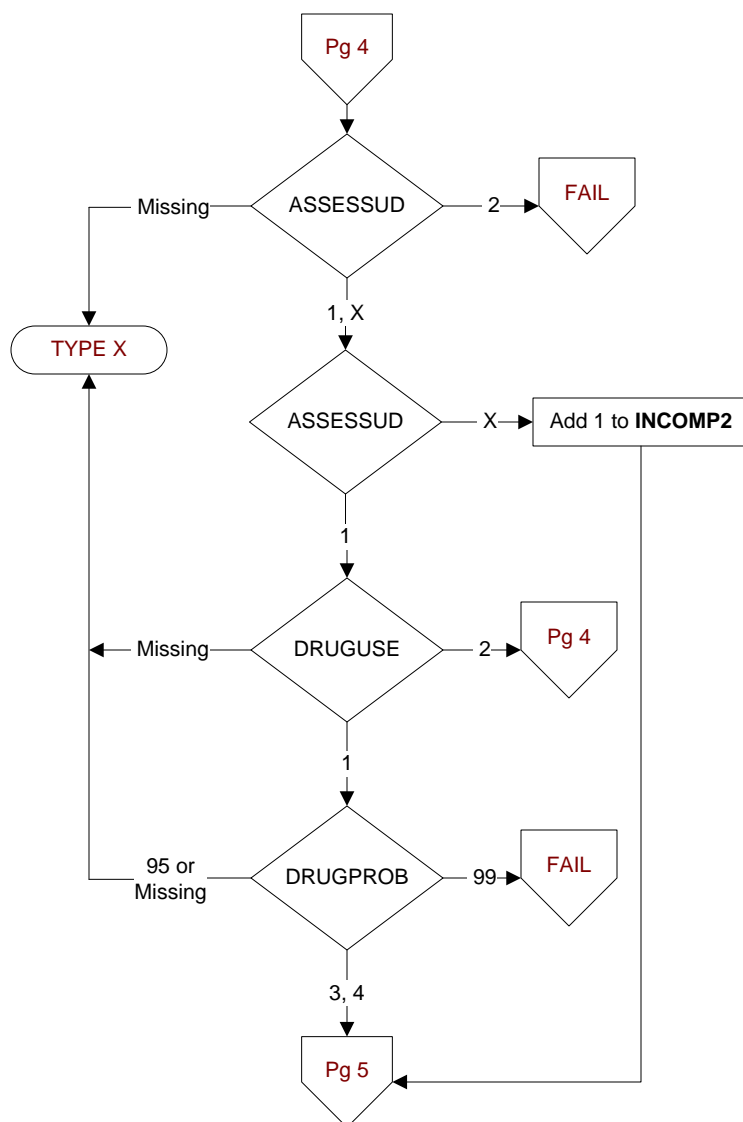 Pg 4
Missing
ASSESSUD
2
FAIL
1, X
TYPE X
ASSESSUD
X
Add 1 to INCOMP2
1
Missing
DRUGUSE
2
Pg 4
1
95 or
Missing
DRUGPROB
99
FAIL
3, 4
Pg 5